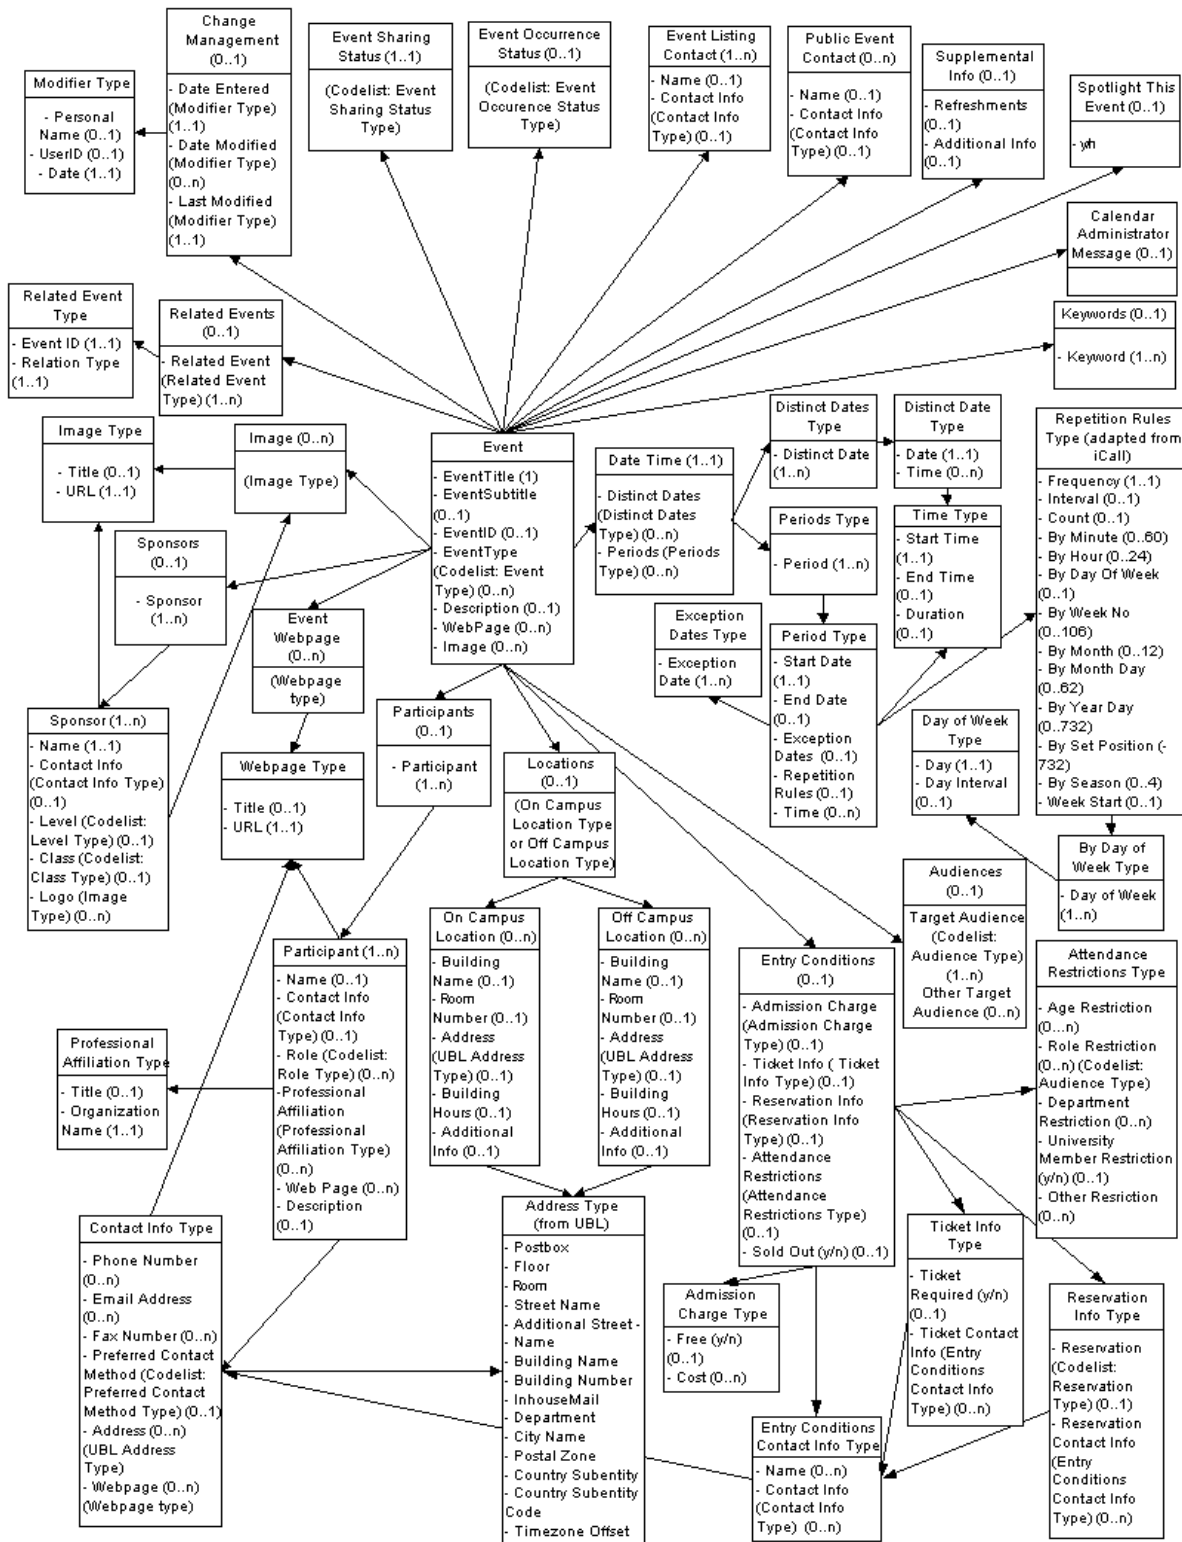 Change
Management
(0..1)
- Date Entered
(Modifier Type)
(1..1)
- Date Modified
(Modifier Type)
(0..n)
- Last Modified
(Modifier Type)
(1..1)
Event Sharing
Status (1..1)
(Codelist: Event
Sharing Status
Type)
Event Occurrence
Status (0..1)
(Codelist: Event
Occurence Status
Type)
Event Listing
Contact (1..n)
- Name (0..1)
- Contact Info
(Contact Info
Type) (0..1)
Public Event
Contact (0..n)
- Name (0..1)
- Contact Info
(Contact Info
Type) (0..1)
Supplemental
Info (0..1)
- Refreshments
(0..1)
- Additional Info
(0..1)
Spotlight This
Event (0..1)
- y/n
Modifier Type
- Personal
Name (0..1)
- UserID (0..1)
- Date (1..1)
Calendar
Administrator
Message (0..1)
Related Event
Type
- Event ID (1..1)
- Relation Type
(1..1)
Related Events
(0..1)
- Related Event
(Related Event
Type) (1..n)
Keywords (0..1)
- Keyword (1..n)
Image Type
- Title (0..1)
- URL (1..1)
Image (0..n)
(Image Type)
Event
- EventTitle (1)
- EventSubtitle
(0..1)
- EventID (0..1)
- EventType
(Codelist: Event
Type) (0..n)
- Description (0..1)
- WebPage (0..n)
- Image (0..n)
Date Time (1..1)
- Distinct Dates
(Distinct Dates
Type) (0..n)
- Periods (Periods
Type) (0..n)
Distinct Dates
Type
- Distinct Date
(1..n)
Distinct Date
Type
- Date (1..1)
- Time (0..n)
Repetition Rules
Type (adapted from
iCall)
- Frequency (1..1)
- Interval (0..1)
- Count (0..1)
- By Minute (0..60)
- By Hour (0..24)
- By Day Of Week
(0..1)
- By Week No
(0..106)
- By Month (0..12)
- By Month Day
(0..62)
- By Year Day
(0..732)
- By Set Position (-
732)
- By Season (0..4)
- Week Start (0..1)
Periods Type
- Period (1..n)
Time Type
- Start Time
(1..1)
- End Time
(0..1)
- Duration
(0..1)
Sponsors
(0..1)
- Sponsor
(1..n)
Event
Webpage
(0..n)
(Webpage
type)
Exception
Dates Type
- Exception
Date (1..n)
Period Type
- Start Date
(1..1)
- End Date
(0..1)
- Exception
Dates (0..1)
- Repetition
Rules (0..1)
- Time (0..n)
Sponsor (1..n)
- Name (1..1)
- Contact Info
(Contact Info Type)
(0..1)
- Level (Codelist:
Level Type) (0..1)
- Class (Codelist:
Class Type) (0..1)
- Logo (Image
Type) (0..n)
Webpage Type
- Title (0..1)
- URL (1..1)
Participants
(0..1)
- Participant
(1..n)
Locations
(0..1)
(On Campus
Location Type
or Off Campus
Location Type)
Day of Week
Type
- Day (1..1)
- Day Interval
(0..1)
By Day of
Week Type
- Day of Week
(1..n)
Audiences
(0..1)
Target Audience
(Codelist:
Audience Type)
(1..n)
Other Target
Audience (0..n)
Participant (1..n)
- Name (0..1)
- Contact Info
(Contact Info
Type) (0..1)
- Role (Codelist:
Role Type) (0..n)
-Professional
Affiliation
(Professional
Affiliation Type)
(0..n)
- Web Page (0..n)
- Description
(0..1)
On Campus
Location (0..n)
- Building
Name (0..1)
- Room
Number (0..1)
- Address
(UBL Address
Type) (0..1)
- Building
Hours (0..1)
- Additional
Info (0..1)
Off Campus
Location (0..n)
- Building
Name (0..1)
- Room
Number (0..1)
- Address
(UBL Address
Type) (0..1)
- Building
Hours (0..1)
- Additional
Info (0..1)
Entry Conditions
(0..1)
- Admission Charge
(Admission Charge
Type) (0..1)
- Ticket Info ( Ticket
Info Type) (0..1)
- Reservation Info
(Reservation Info
Type) (0..1)
- Attendance
Restrictions
(Attendance
Restrictions Type)
(0..1)
- Sold Out (y/n) (0..1)
Attendance
Restrictions Type
- Age Restriction
(0..n)
- Role Restriction
(0..n) (Codelist:
Audience Type)
- Department
Restriction (0..n)
- University
Member Restriction
(y/n) (0..1)
- Other Resriction
(0..n)
Professional
Affiliation Type
- Title (0..1)
- Organization
Name (1..1)
Contact Info Type
- Phone Number
(0..n)
- Email Address
(0..n)
- Fax Number (0..n)
- Preferred Contact
Method (Codelist:
Preferred Contact
Method Type) (0..1)
- Address (0..n)
(UBL Address
Type)
- Webpage (0..n)
(Webpage type)
Address Type
(from UBL)
- Postbox
- Floor
- Room
- Street Name
- Additional Street -
- Name
- Building Name
- Building Number
- InhouseMail
- Department
- City Name
- Postal Zone
- Country Subentity
- Country Subentity
Code
- Timezone Offset
Admission
Charge Type
- Free (y/n)
(0..1)
- Cost (0..n)
Ticket Info
Type
- Ticket
Required (y/n)
(0..1)
- Ticket Contact
Info (Entry
Conditions
Contact Info
Type) (0..n)
Reservation
Info Type
- Reservation
(Codelist:
Reservation
Type) (0..1)
- Reservation
Contact Info
(Entry
Conditions
Contact Info
Type) (0..n)
Entry Conditions
Contact Info Type
- Name (0..n)
- Contact Info
(Contact Info
Type) (0..n)